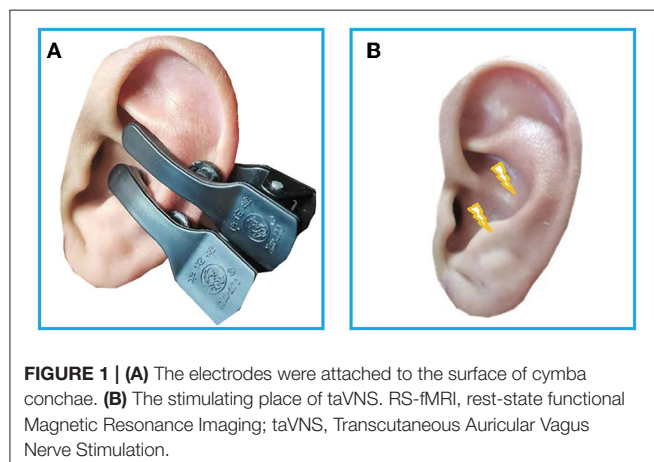 A
B
FIGURE 1 | (A) The electrodes were attached to the surface of cymba
conchae. (B) The stimulating place of taVNS. RS-fMRI, rest-state functional
Magnetic Resonance Imaging; taVNS, Transcutaneous Auricular Vagus
Nerve Stimulation.